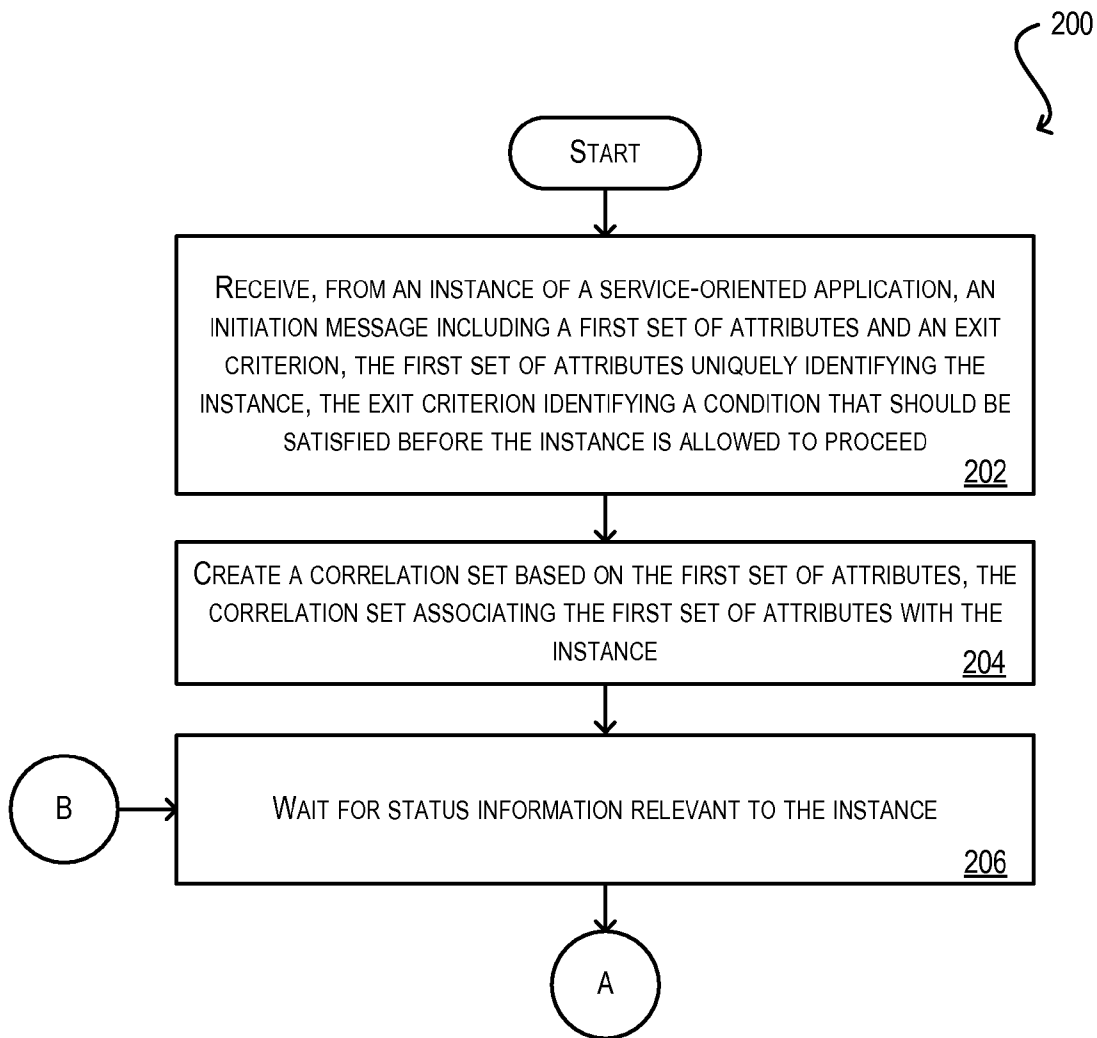 200
START
RECEIVE, FROM AN INSTANCE OF A SERVICE-ORIENTED APPLICATION, AN
INITIATION MESSAGE INCLUDING A FIRST SET OF ATTRIBUTES AND AN EXIT
CRITERION, THE FIRST SET OF ATTRIBUTES UNIQUELY IDENTIFYING THE
INSTANCE, THE EXIT CRITERION IDENTIFYING A CONDITION THAT SHOULD BE
SATISFIED BEFORE THE INSTANCE IS ALLOWED TO PROCEED
202
CREATE A CORRELATION SET BASED ON THE FIRST SET OF ATTRIBUTES, THE
CORRELATION SET ASSOCIATING THE FIRST SET OF ATTRIBUTES WITH THE
INSTANCE
204
B
WAIT FOR STATUS INFORMATION RELEVANT TO THE INSTANCE
206
A